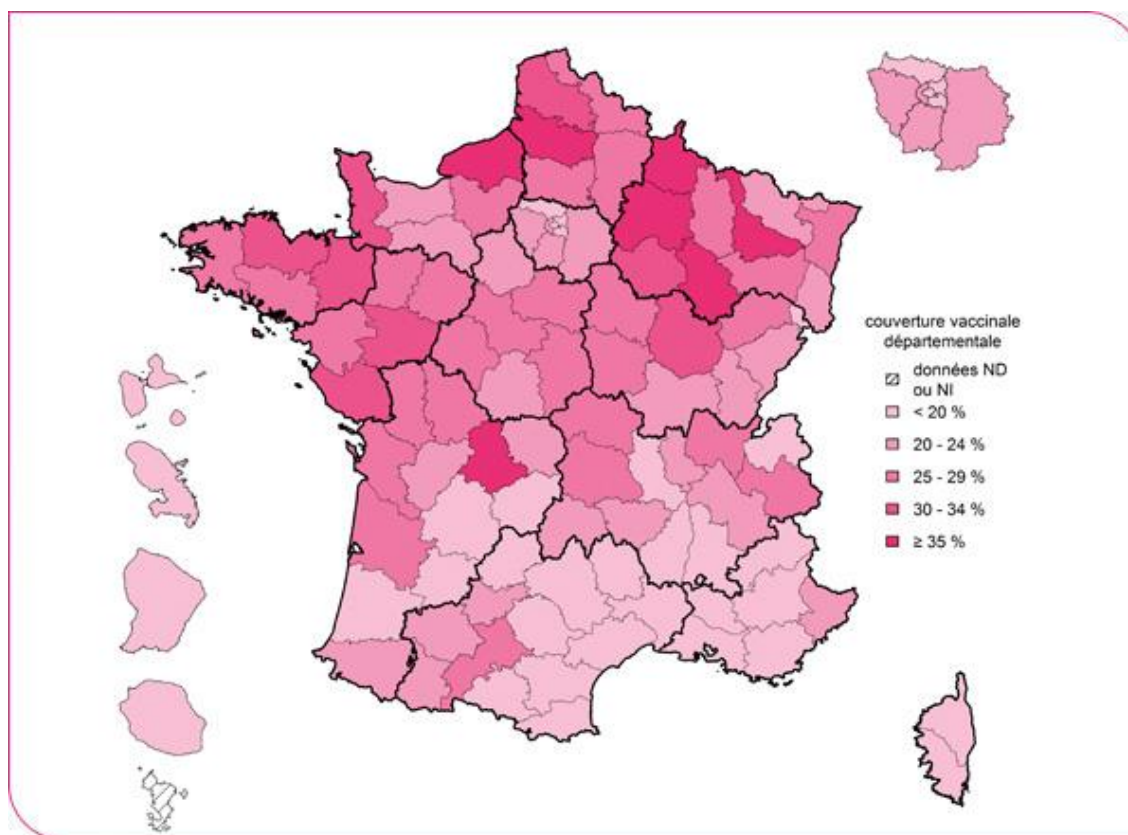 couverture vaccinale
départementale
données ND
ou NI
< 20 %
20 - 24 %
25 - 29 %
30 - 34 %
≥ 35 %